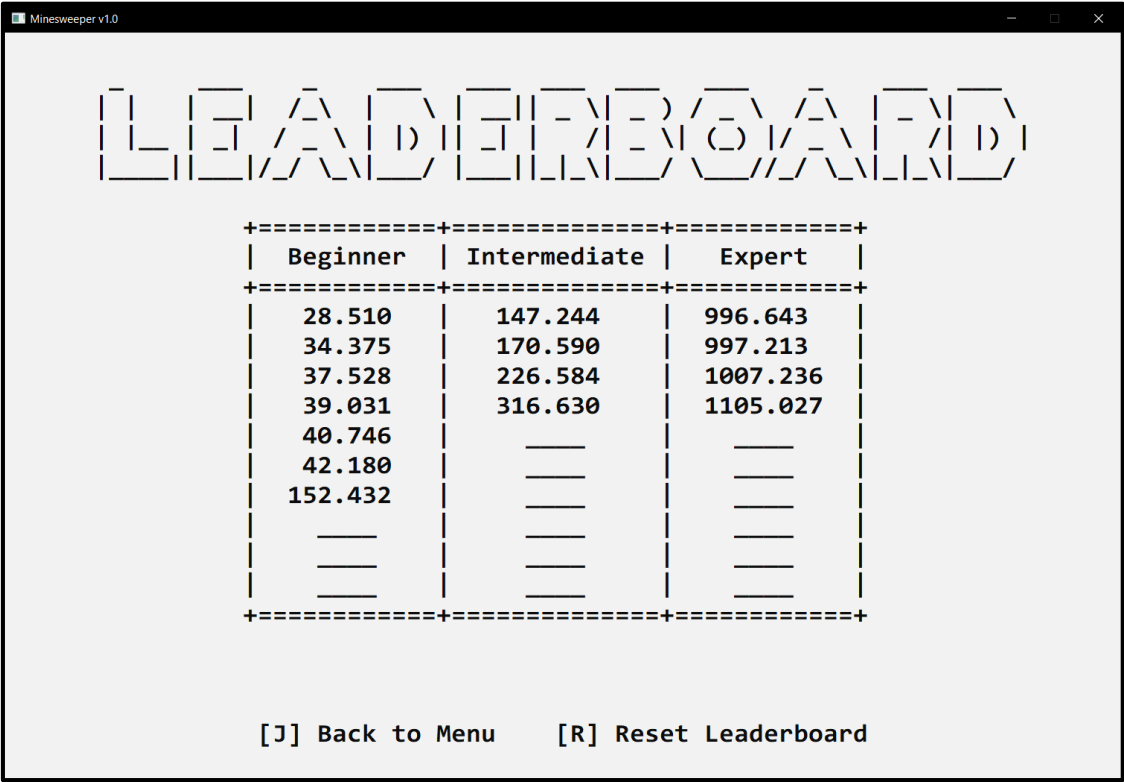 Minesweeper v1.0
LEADERBOARD
Beginner | Intermediate | Expert
28.510 | 147.244 | 996.643
34.375 | 170.590 | 997.213
37.528 | 226.584 | 1007.236
39.031 | 316.630 | 1105.027
40.746 | ____ | ____
42.180 | ____ | ____
152.432 | ____ | ____
____ | ____ | ____
____ | ____ | ____
____ | ____ | ____
[J] Back to Menu [R] Reset Leaderboard